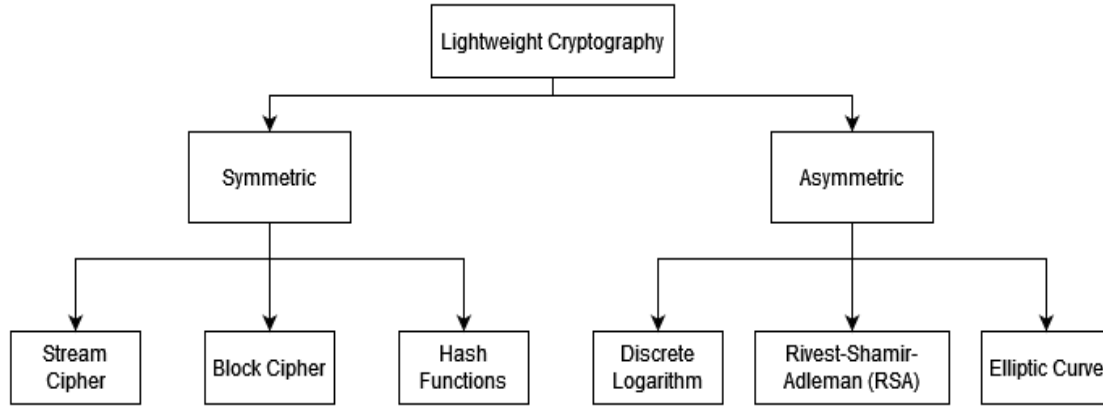 Lightweight Cryptography
Symmetric
Asymmetric
Stream
Cipher
Block Cipher
Hash
Functions
Discrete
Logarithm
Rivest-Shamir-
Adleman (RSA)
Elliptic Curve